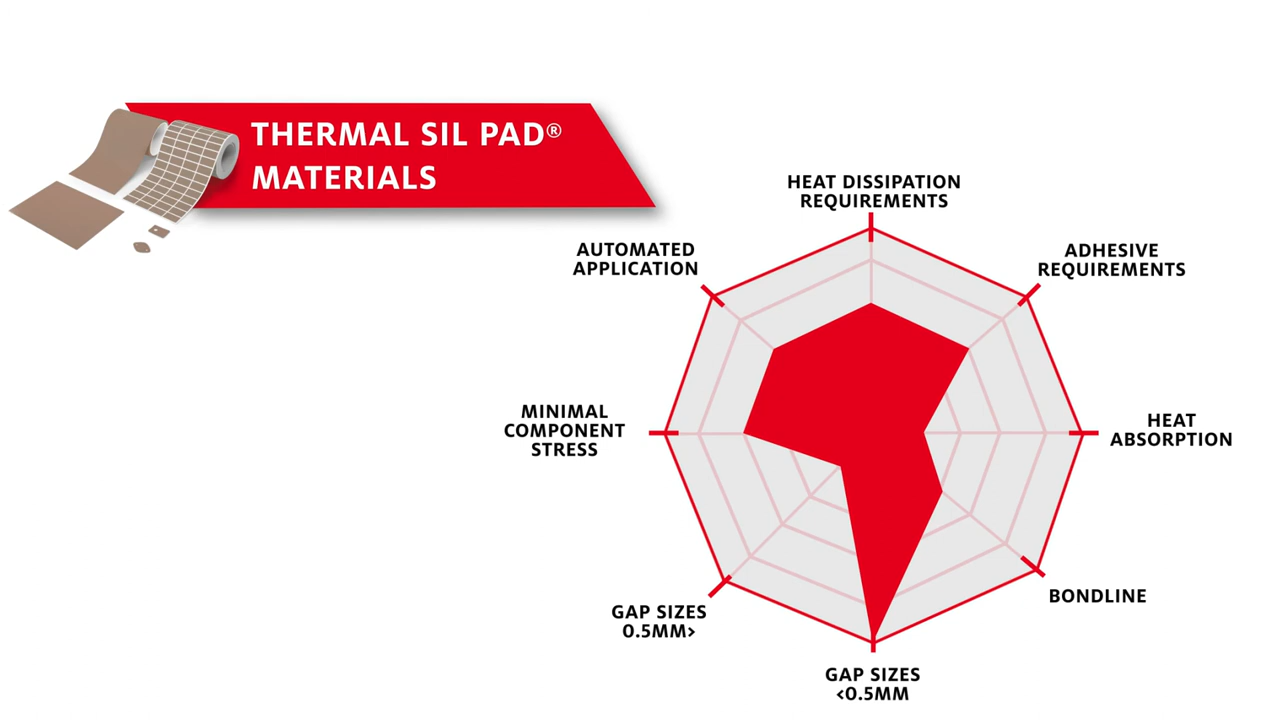 THERMAL SIL PAD®
MATERIALS
HEAT DISSIPATION
REQUIREMENTS
ADHESIVE
REQUIREMENTS
HEAT
ABSORPTION
BONDLINE
GAP SIZES
<0.5MM
GAP SIZES
0.5MM>
MINIMAL
COMPONENT
STRESS
AUTOMATED
APPLICATION